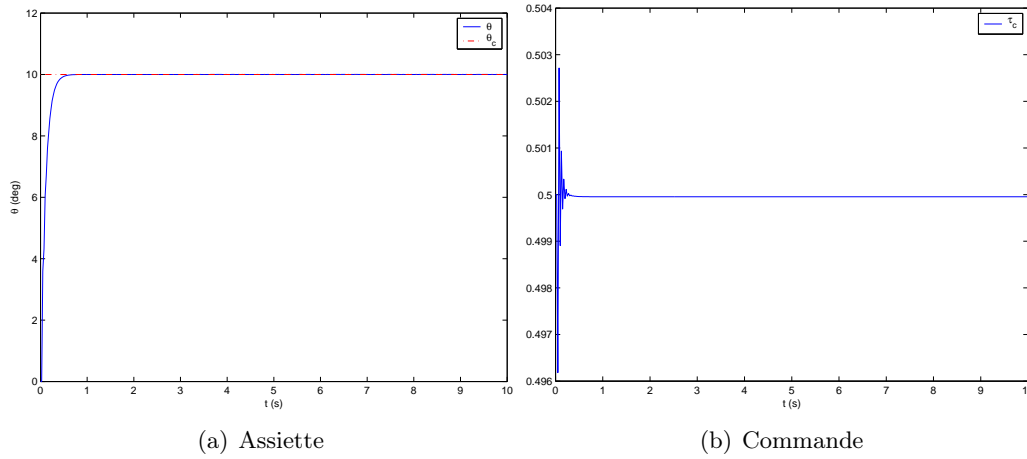 12
10
8
6
4
2
0
θ (deg)
θ
θc
0 1 2 3 4 5 6 7 8 9 10
t (s)
(a) Assiette
0.504
0.503
0.502
0.501
0.5
0.499
0.498
0.497
0.496
τc
0 1 2 3 4 5 6 7 8 9 1
t (s)
(b) Commande